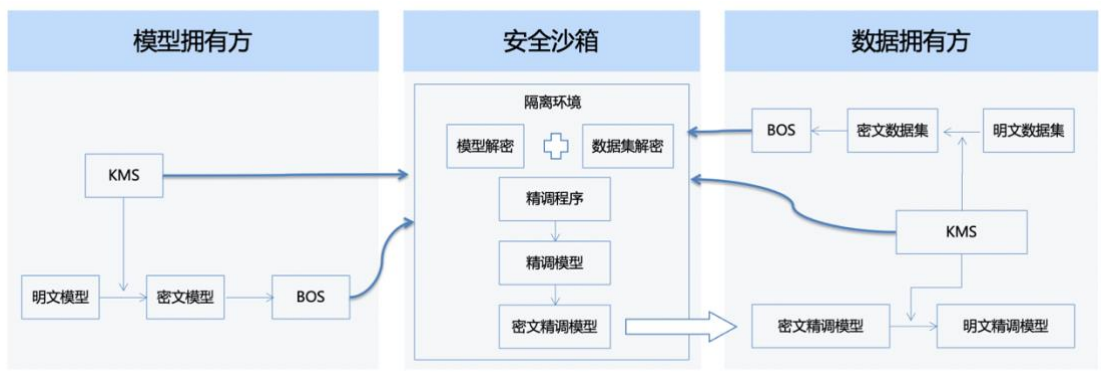 模型拥有方
KMS
明文模型
密文模型
BOS
安全沙箱
隔离环境
模型解密
数据集解密
精调程序
精调模型
密文精调模型
数据拥有方
BOS
密文数据集
明文数据集
KMS
密文精调模型
明文精调模型